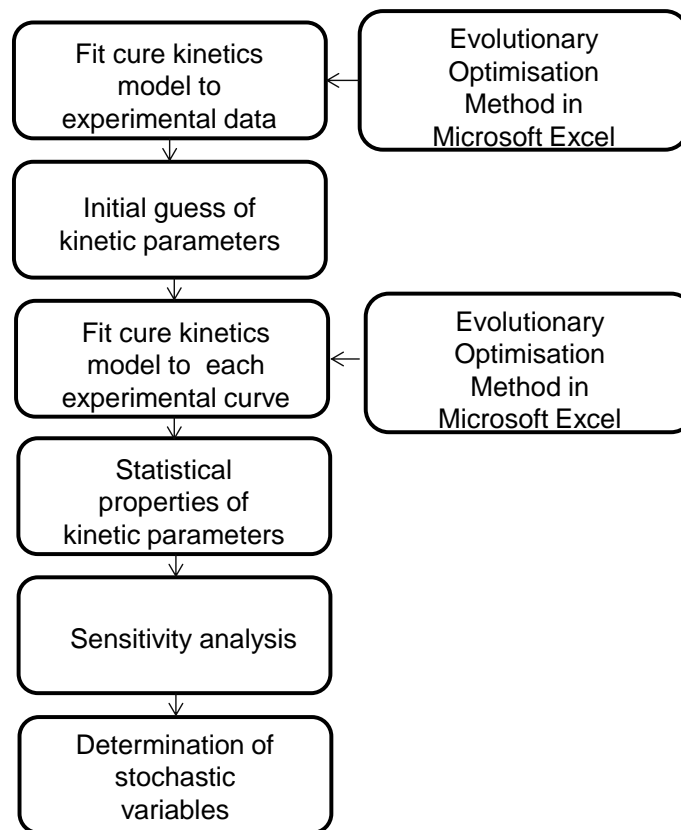 Fit cure kinetics
model to
experimental data
Evolutionary
Optimisation
Method in
Microsoft Excel
Initial guess of
kinetic parameters
Fit cure kinetics
model to each
experimental curve
Evolutionary
Optimisation
Method in
Microsoft Excel
Statistical
properties of
kinetic parameters
Sensitivity analysis
Determination of
stochastic
variables